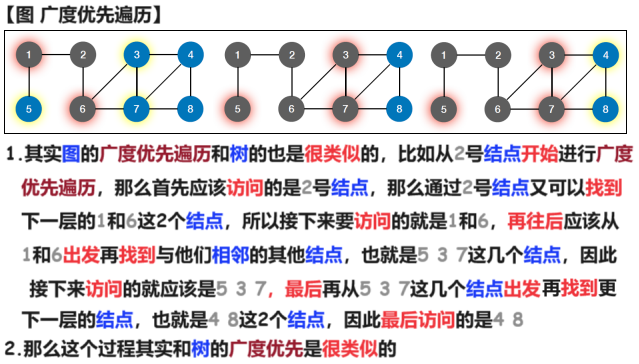 【图 广度优先遍历】
1 2 3 4 1 2 3 4 1 2 3 4
5 6 7 8 5 6 7 8 5 6 7 8
1.其实图的广度优先遍历和树的也是很类似的，比如从2号结点开始进行广度
优先遍历，那么首先应该访问的是2号结点，那么通过2号结点又可以找到
下一层的1和6这2个结点，所以接下来要访问的就是1和6，再往后应该从
1和6出发再找到与他们相邻的其他结点，也就是5 3 7这几个结点，因此
接下来访问的就应该是5 3 7，最后再从5 3 7这几个结点出发再找到更
下一层的结点，也就是4 8这2个结点，因此最后访问的是4 8
2.那么这个过程其实和树的广度优先是很类似的